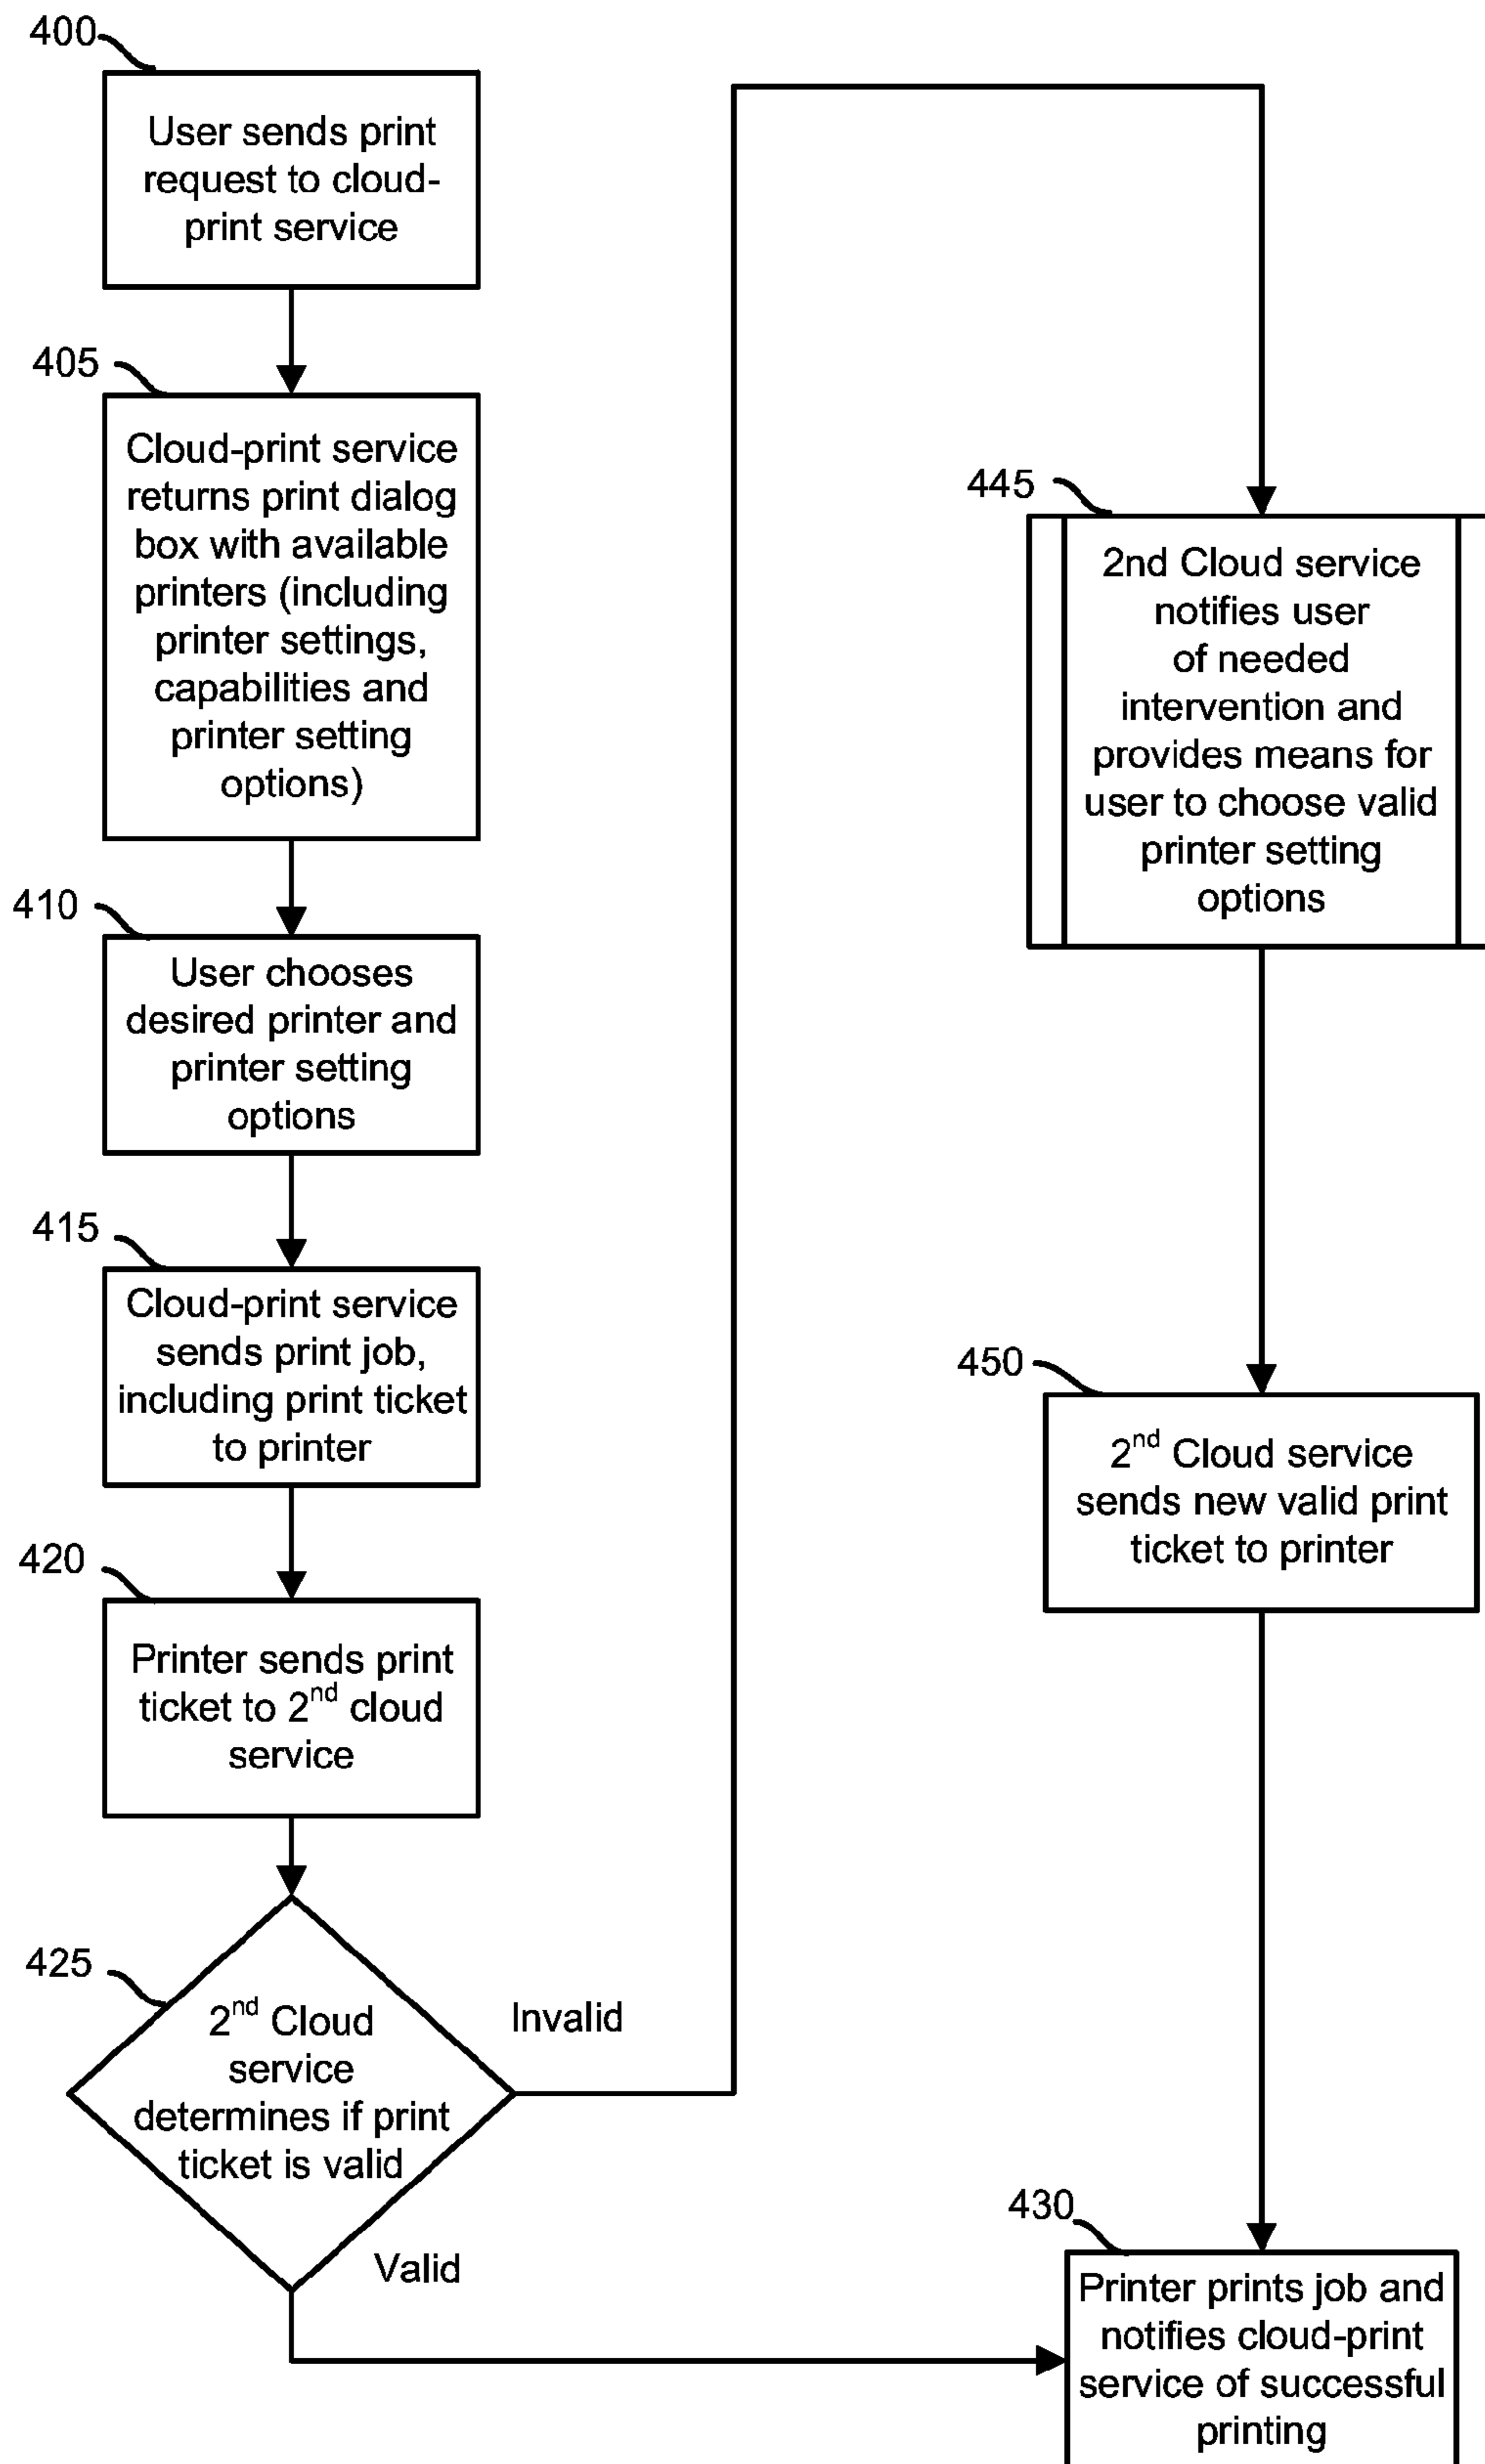 400
User sends print
request to cloud-
print service
405
Cloud-print service
returns print dialog
box with available
printers (including
printer settings,
capabilities and
printer setting
options)
410
User chooses
desired printer and
printer setting
options
415
Cloud-print service
sends print job,
including print ticket
to printer
420
Printer sends print
ticket to 2nd cloud
service
425
2nd Cloud
service
determines if print
ticket is valid
Invalid
Valid
445
2nd Cloud service
notifies user
of needed
intervention and
provides means for
user to choose valid
printer setting
options
450
2nd Cloud service
sends new valid print
ticket to printer
430
Printer prints job and
notifies cloud-print
service of successful
printing